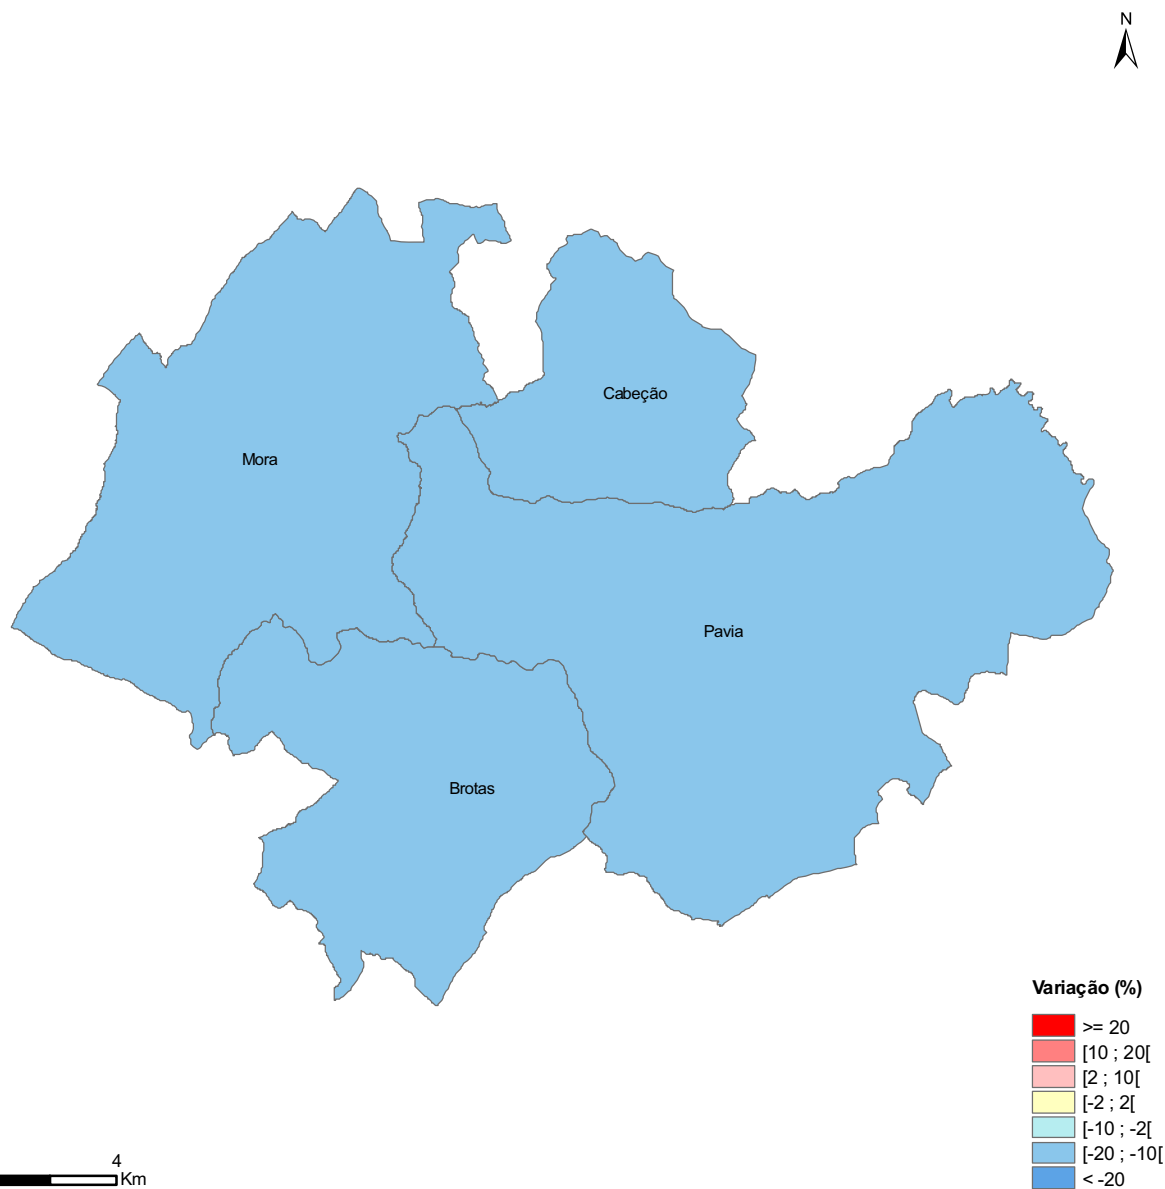 N
Cabeção
Mora
Pavia
Brotas
Variação (%)
>= 20
[10 ; 20[
[2 ; 10[
[-2 ; 2[
[-10 ; -2[
[-20 ; -10[
< -20
4
Km